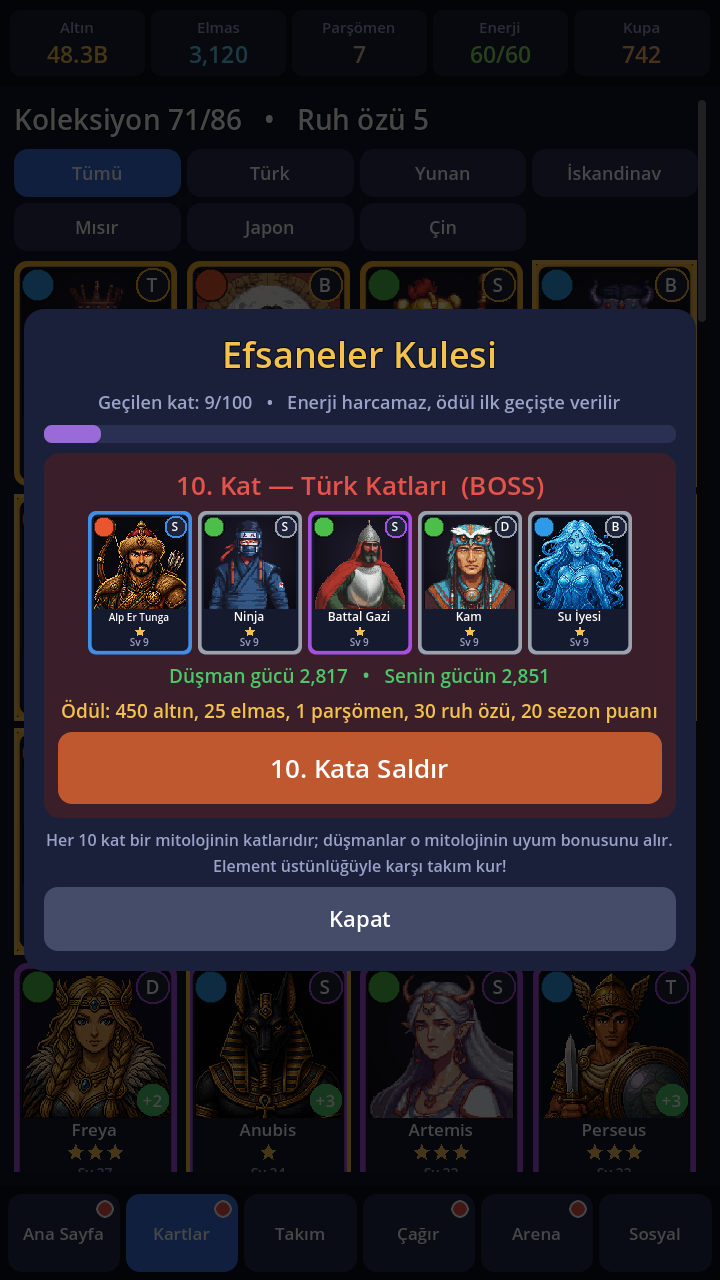 Altın Elmas Parşömen Enerji Kupa
48.3B 3,120 7 60/60 742
Koleksiyon 71/86 • Ruh özü 5
Tümü Türk Yunan İskandinav
Mısır Japon Çin
T B S B
Efsaneler Kulesi
Geçilen kat: 9/100 • Enerji harcamaz, ödül ilk geçişte verilir
10. Kat — Türk Katları (BOSS)
S S S D B
Alp Er Tunga Ninja Battal Gazi Kam Su İyesi
Sv 9 Sv 9 Sv 9 Sv 9 Sv 9
Düşman gücü 2,817 • Senin gücün 2,851
Ödül: 450 altın, 25 elmas, 1 parşömen, 30 ruh özü, 20 sezon puanı
10. Kata Saldır
Her 10 kat bir mitolojinin katlarıdır; düşmanlar o mitolojinin uyum bonusunu alır.
Element üstünlüğüyle karşı takım kur!
Kapat
D S S T
+2 +3 +3
Freya Anubis Artemis Perseus
Ana Sayfa Kartlar Takım Çağır Arena Sosyal